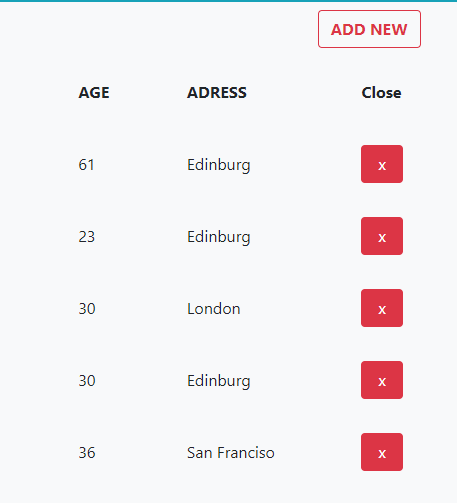 ADD NEW
AGE ADRESS Close
61 Edinburg x
23 Edinburg x
30 London x
30 Edinburg x
36 San Franciso x